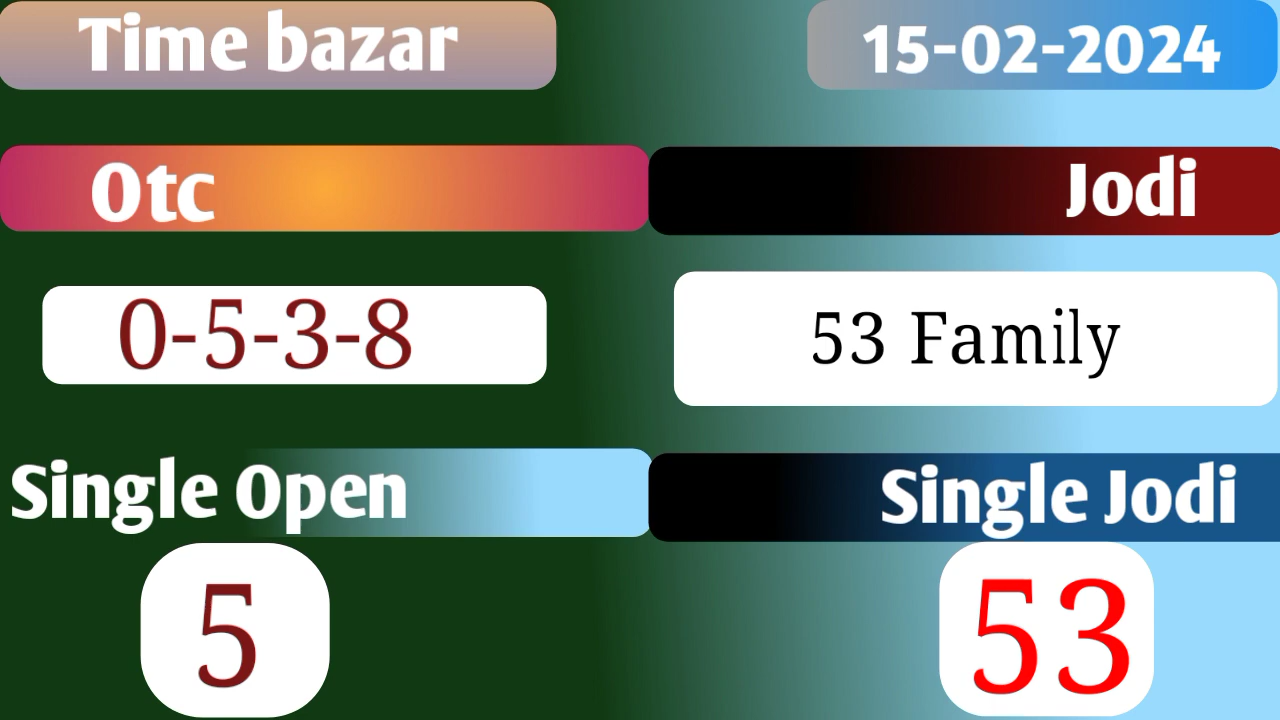 Time bazar
15-02-2024
Otc
Jodi
0-5-3-8
53 Family
Single Open
Single Jodi
5
53